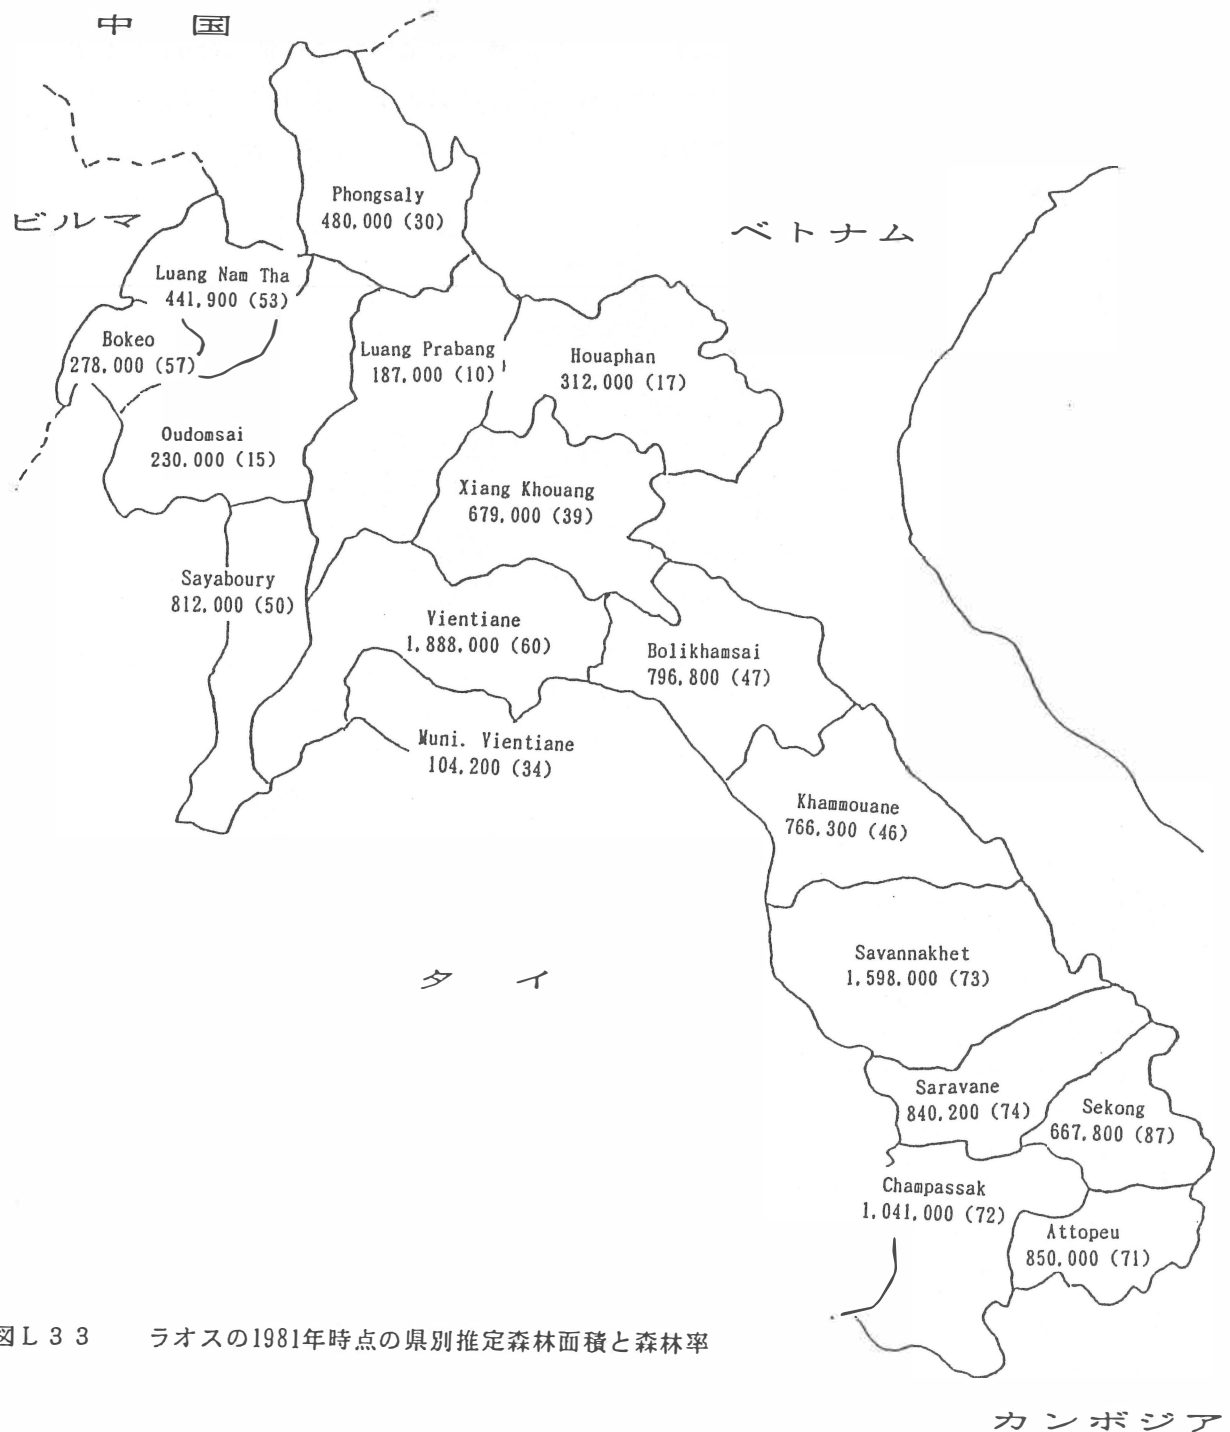 中 国
ビルマ
ベトナム
Phongsaly
480,000 (30)
Luang Nam Tha
441,900 (53)
Bokeo
278,000 (57)
Luang Prabang
187,000 (10)
Houaphan
312,000 (17)
Oudomsai
230,000 (15)
Xiang Khouang
679,000 (39)
Sayaboury
812,000 (50)
Vientiane
1,888,000 (60)
Bolikhamsai
796,800 (47)
Muni. Vientiane
104,200 (34)
Khammouane
766,300 (46)
タ イ
Savannakhet
1,598,000 (73)
Saravane
840,200 (74)
Sekong
667,800 (87)
Champassak
1,041,000 (72)
Attopeu
850,000 (71)
図L33 ラオスの1981年時点の県別推定森林面積と森林率
カンボジア